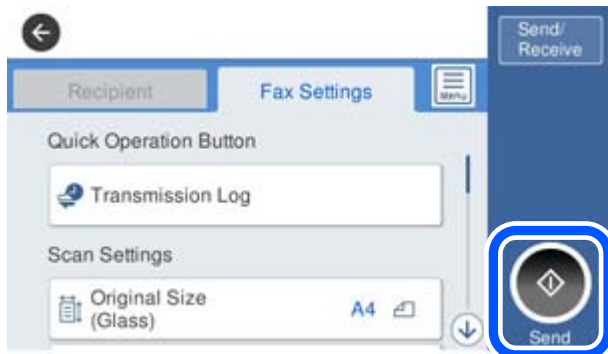 Send/
Receive
Recipient
Fax Settings
Menu
Quick Operation Button
Transmission Log
Scan Settings
Original Size
(Glass)
A4
Send